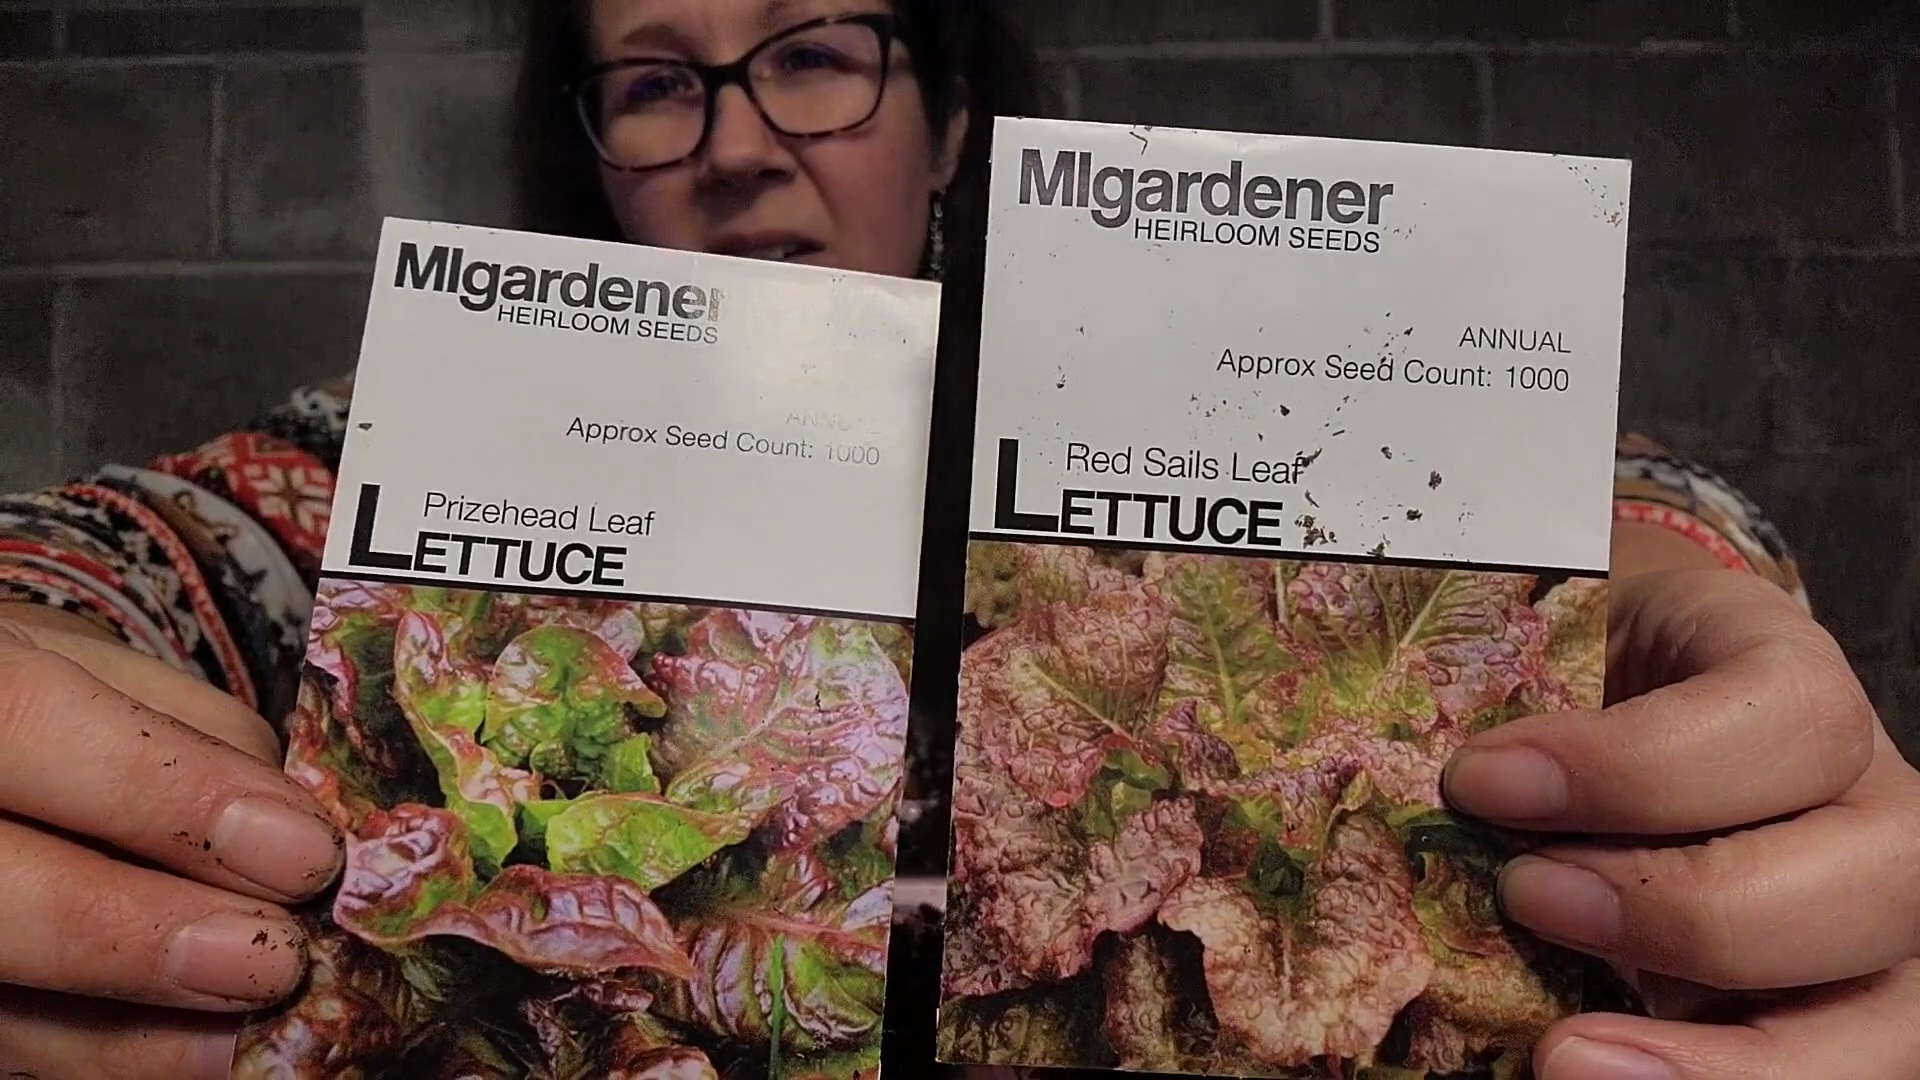 MIgardener
HEIRLOOM SEEDS
ANNUAL
Approx Seed Count: 1000
Prizehead Leaf
LETTUCE
MIgardener
HEIRLOOM SEEDS
ANNUAL
Approx Seed Count: 1000
Red Sails Leaf
LETTUCE